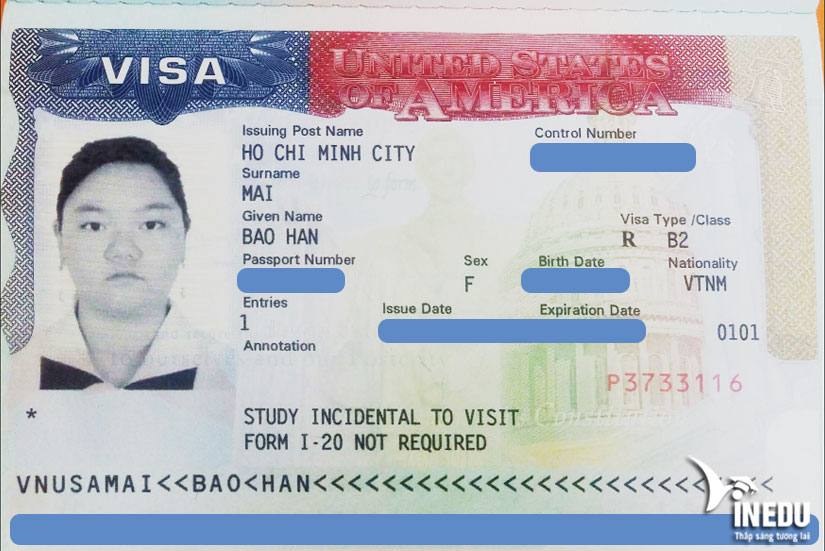 VISA
UNITED STATES
OF AMERICA
Issuing Post Name
HO CHI MINH CITY
Control Number
Surname
MAI
Given Name
BAO HAN
Visa Type /Class
R B2
Passport Number
Sex
F
Birth Date
Nationality
VTNM
Entries
1
Issue Date
Expiration Date
0101
Annotation
P3733116
*
STUDY INCIDENTAL TO VISIT
FORM I-20 NOT REQUIRED
VNUSAMAI<<BAO<HAN<<<<<<<<<<<<<<<<<<<<<<<<<<<
INEDU
Thắp sáng tương lai